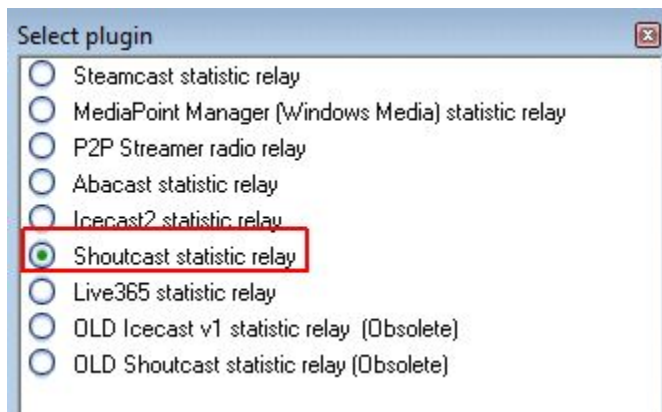 Select plugin
Steamcast statistic relay
MediaPoint Manager (Windows Media) statistic relay
P2P Streamer radio relay
Abacast statistic relay
Icecast2 statistic relay
Shoutcast statistic relay
Live365 statistic relay
OLD Icecast v1 statistic relay (Obsolete)
OLD Shoutcast statistic relay (Obsolete)